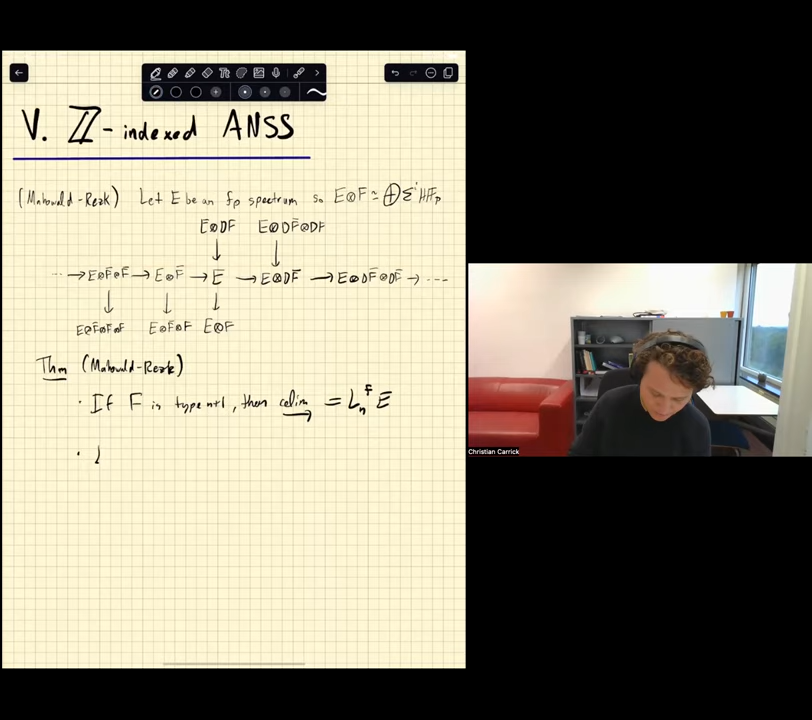 V. ℤ-indexed ANSS
(Mahowald-Rezk) Let E be an fp spectrum so E⊗F ≃ ⊕Σ^i HF_p
E⊗DF E⊗DF̄⊗DF
··· → E⊗F̄⊗F̄ → E⊗F̄ → E → E⊗DF̄ → E⊗DF̄⊗DF̄ → ···
E⊗F̄⊗F̄⊗F E⊗F̄⊗F E⊗F
Thm (Mahowald-Rezk)
· If F is type n+1, then colim → = L_n^f E
·
Christian Carrick